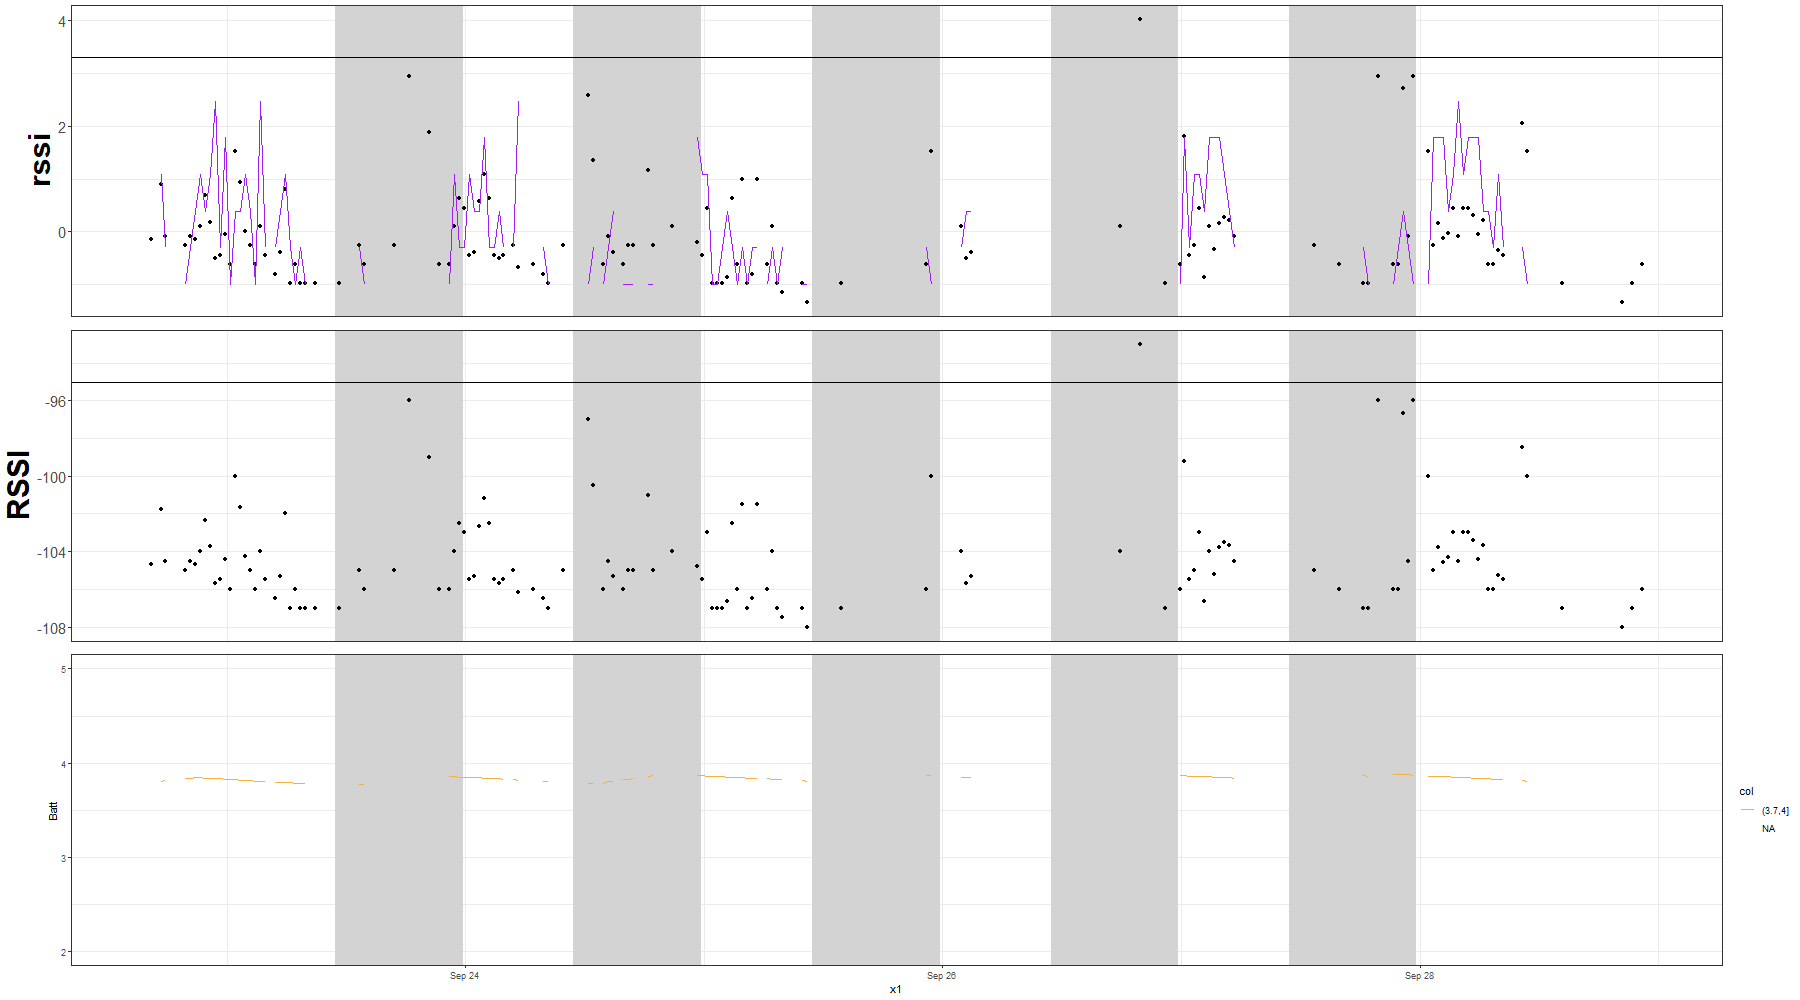 rssi
4
2
0
RSSI
-96
-100
-104
-108
Batt
5
4
3
2
Sep 24
Sep 26
Sep 28
x1
col
(3.7,4]
NA